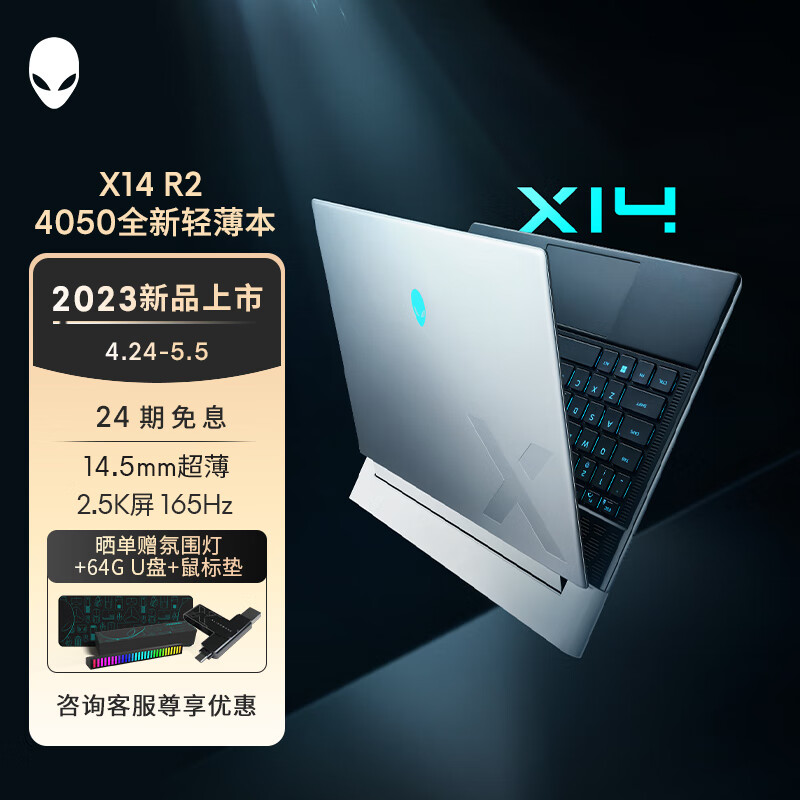 X14 R2
4050全新轻薄本
X14
2023新品上市
4.24-5.5
24期免息
14.5mm超薄
2.5K屏 165Hz
晒单赠氛围灯
+64G U盘+鼠标垫
咨询客服尊享优惠
X